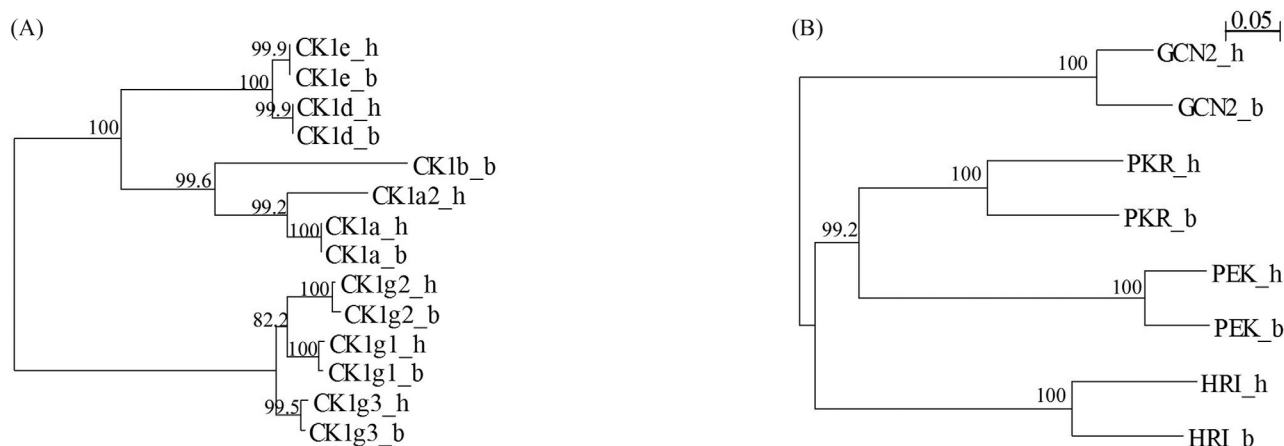 (A)
99.9
CK1e_h
CK1e_b
100
CK1d_h
99.9
CK1d_b
100
CK1b_b
99.6
CK1a2_h
99.2
CK1a_h
100
CK1a_b
CK1g2_h
100
CK1g2_b
82.2
CK1g1_h
100
CK1g1_b
CK1g3_h
99.5
CK1g3_b
(B)
0.05
GCN2_h
100
GCN2_b
PKR_h
100
PKR_b
99.2
PEK_h
100
PEK_b
HRI_h
100
HRI_b